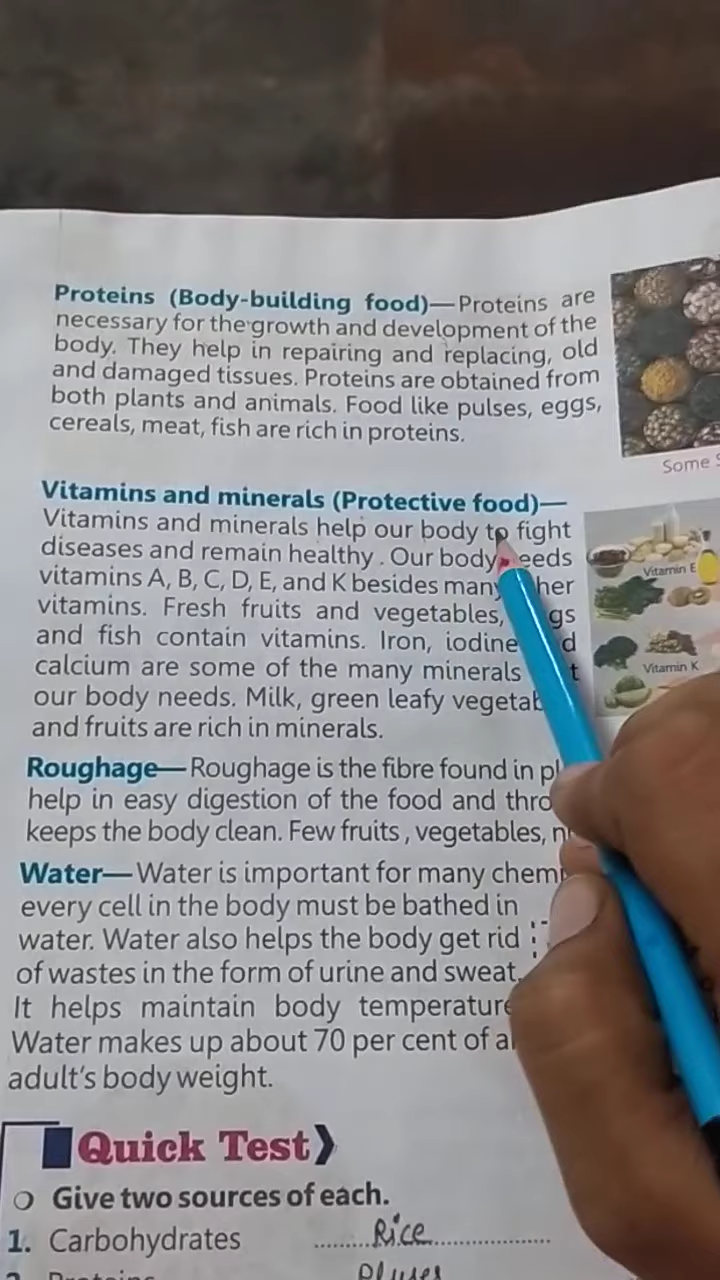 Proteins (Body-building food)—Proteins are
necessary for the growth and development of the
body. They help in repairing and replacing, old
and damaged tissues. Proteins are obtained from
both plants and animals. Food like pulses, eggs,
cereals, meat, fish are rich in proteins.
Some
Vitamins and minerals (Protective food)—
Vitamins and minerals help our body to fight
diseases and remain healthy . Our body
vitamins A, B, C, D, E, and K besides
vitamins. Fresh fruits and vegetables,
and fish contain vitamins. Iron, iodine
calcium are some of the many minerals
our body needs. Milk, green leafy
and fruits are rich in minerals.
Vitamin E
Vitamin K
Roughage—Roughage is the fibre found in
help in easy digestion of the food and
keeps the body clean. Few fruits , vegetables,
Water—Water is important for many
every cell in the body must be bathed in
water. Water also helps the body get rid
of wastes in the form of urine and sweat.
It helps maintain body temperature
Water makes up about 70 per cent of
adult's body weight.
Quick Test
Give two sources of each.
1. Carbohydrates ........Rice........
Proteins